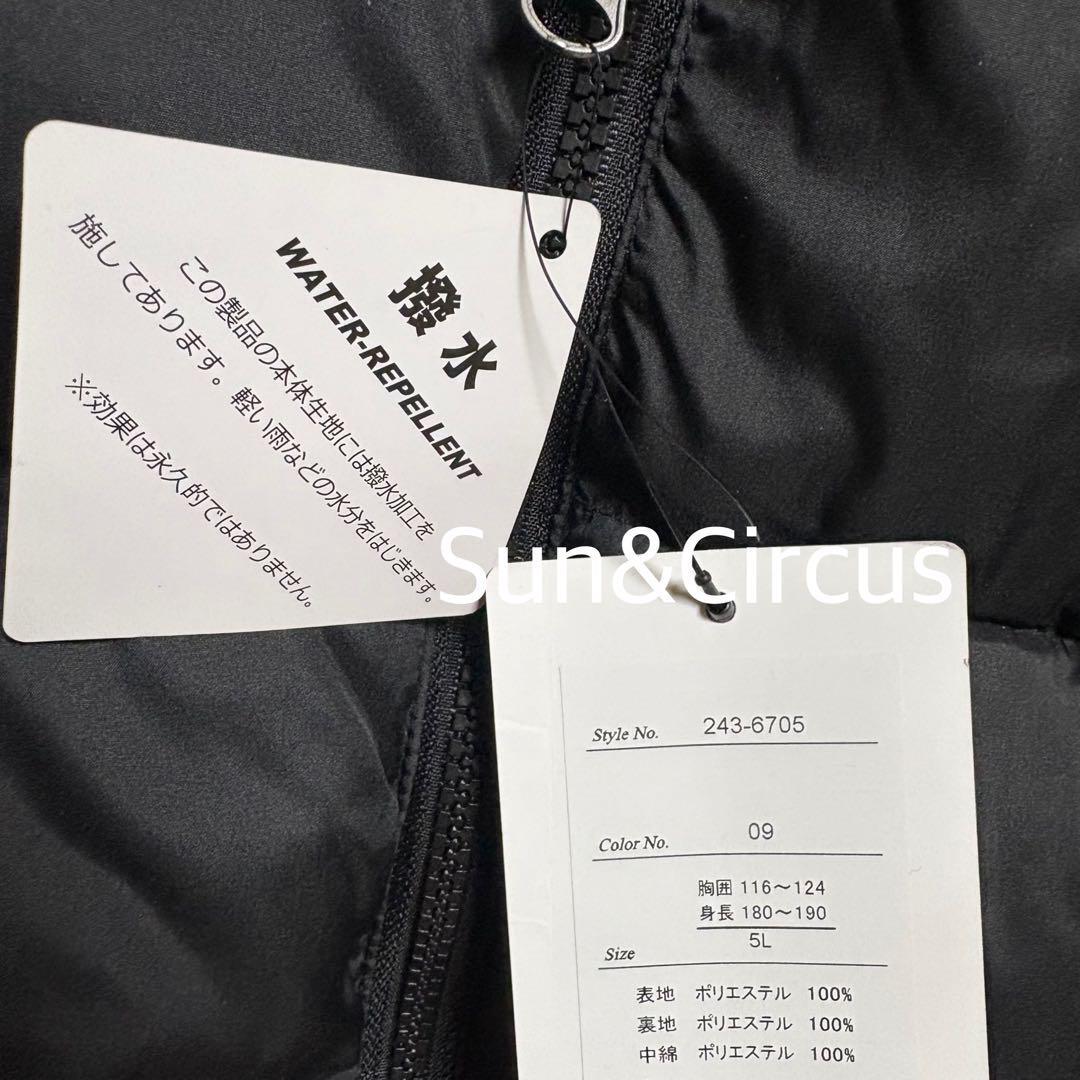 撥水
WATER-REPELLENT
この製品の本体生地には撥水加工を
施してあります。軽い雨などの水分をはじきます。
※効果は永久的ではありません。
Sun&Circus
Style No. 243-6705
Color No. 09
胸囲 116～124
身長 180～190
Size 5L
表地 ポリエステル 100%
裏地 ポリエステル 100%
中綿 ポリエステル 100%